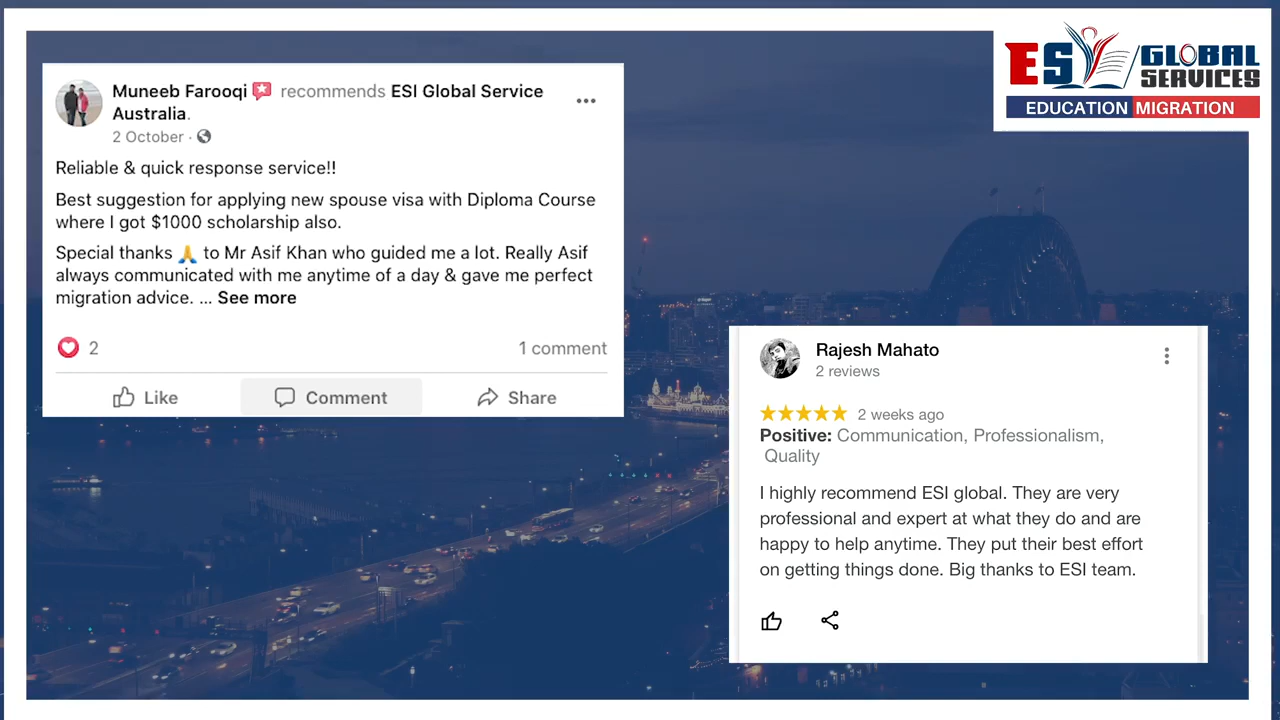 Muneeb Farooqi recommends ESI Global Service
Australia.
2 October ·
Reliable & quick response service!!
Best suggestion for applying new spouse visa with Diploma Course
where I got $1000 scholarship also.
Special thanks 🙏 to Mr Asif Khan who guided me a lot. Really Asif
always communicated with me anytime of a day & gave me perfect
migration advice. ... See more
2
1 comment
Like
Comment
Share
ESI GLOBAL
SERVICES
EDUCATION MIGRATION
Rajesh Mahato
2 reviews
2 weeks ago
Positive: Communication, Professionalism,
Quality
I highly recommend ESI global. They are very
professional and expert at what they do and are
happy to help anytime. They put their best effort
on getting things done. Big thanks to ESI team.